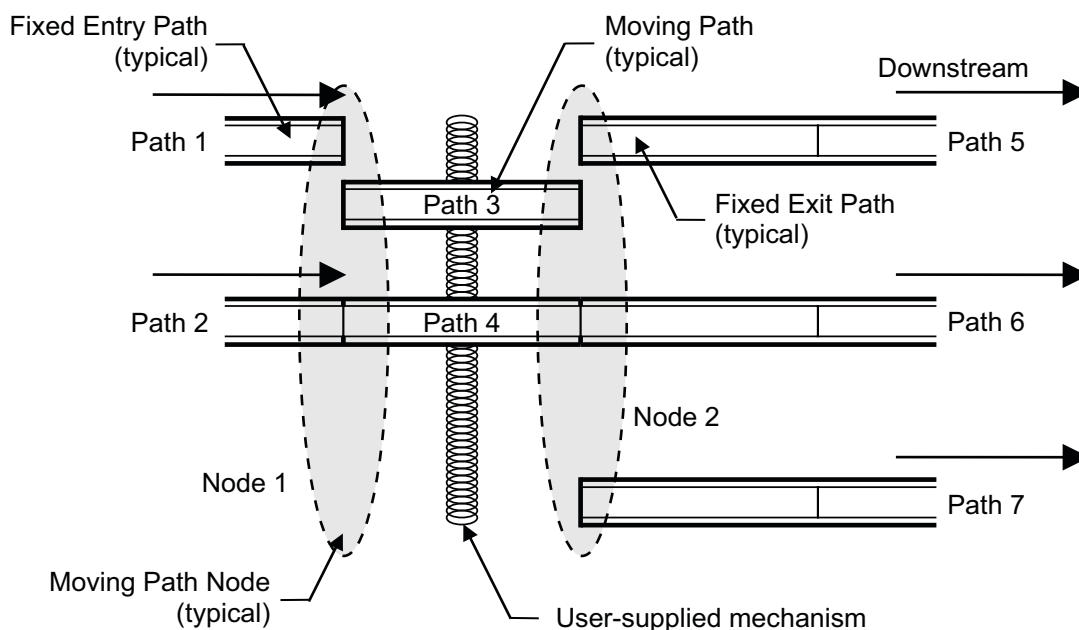 Fixed Entry Path
(typical)
Moving Path
(typical)
Downstream
Path 1
Path 5
Path 3
Fixed Exit Path
(typical)
Path 2
Path 4
Path 6
Node 2
Node 1
Path 7
Moving Path Node
(typical)
User-supplied mechanism